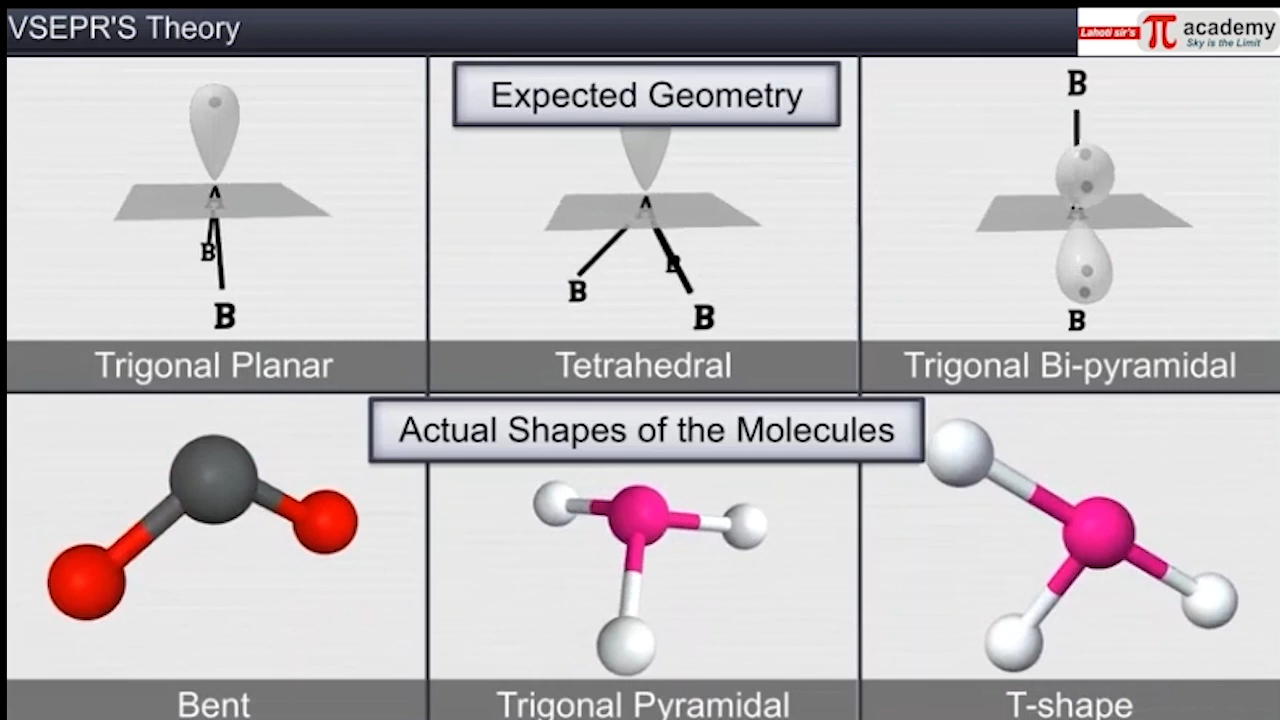 VSEPR'S Theory
Lahoti sir's π academy
Sky is the Limit
Expected Geometry
B
A
B
B
A
B
B
B
B
B
Trigonal Planar
Tetrahedral
Trigonal Bi-pyramidal
Actual Shapes of the Molecules
Bent
Trigonal Pyramidal
T-shape